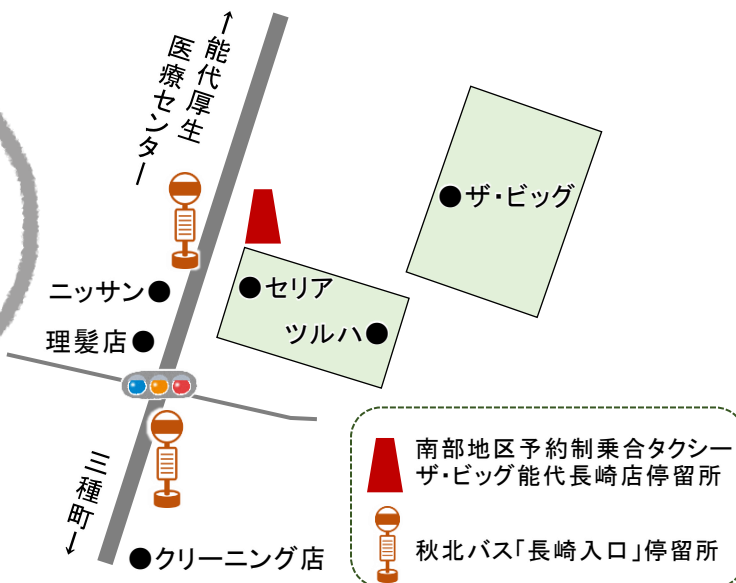 ↑能代厚生
医療センター
ザ・ビッグ
ニッサン
セリア
理髪店
ツルハ
三種町↓
クリーニング店
南部地区予約制乗合タクシー
ザ・ビッグ能代長崎店停留所
秋北バス「長崎入口」停留所